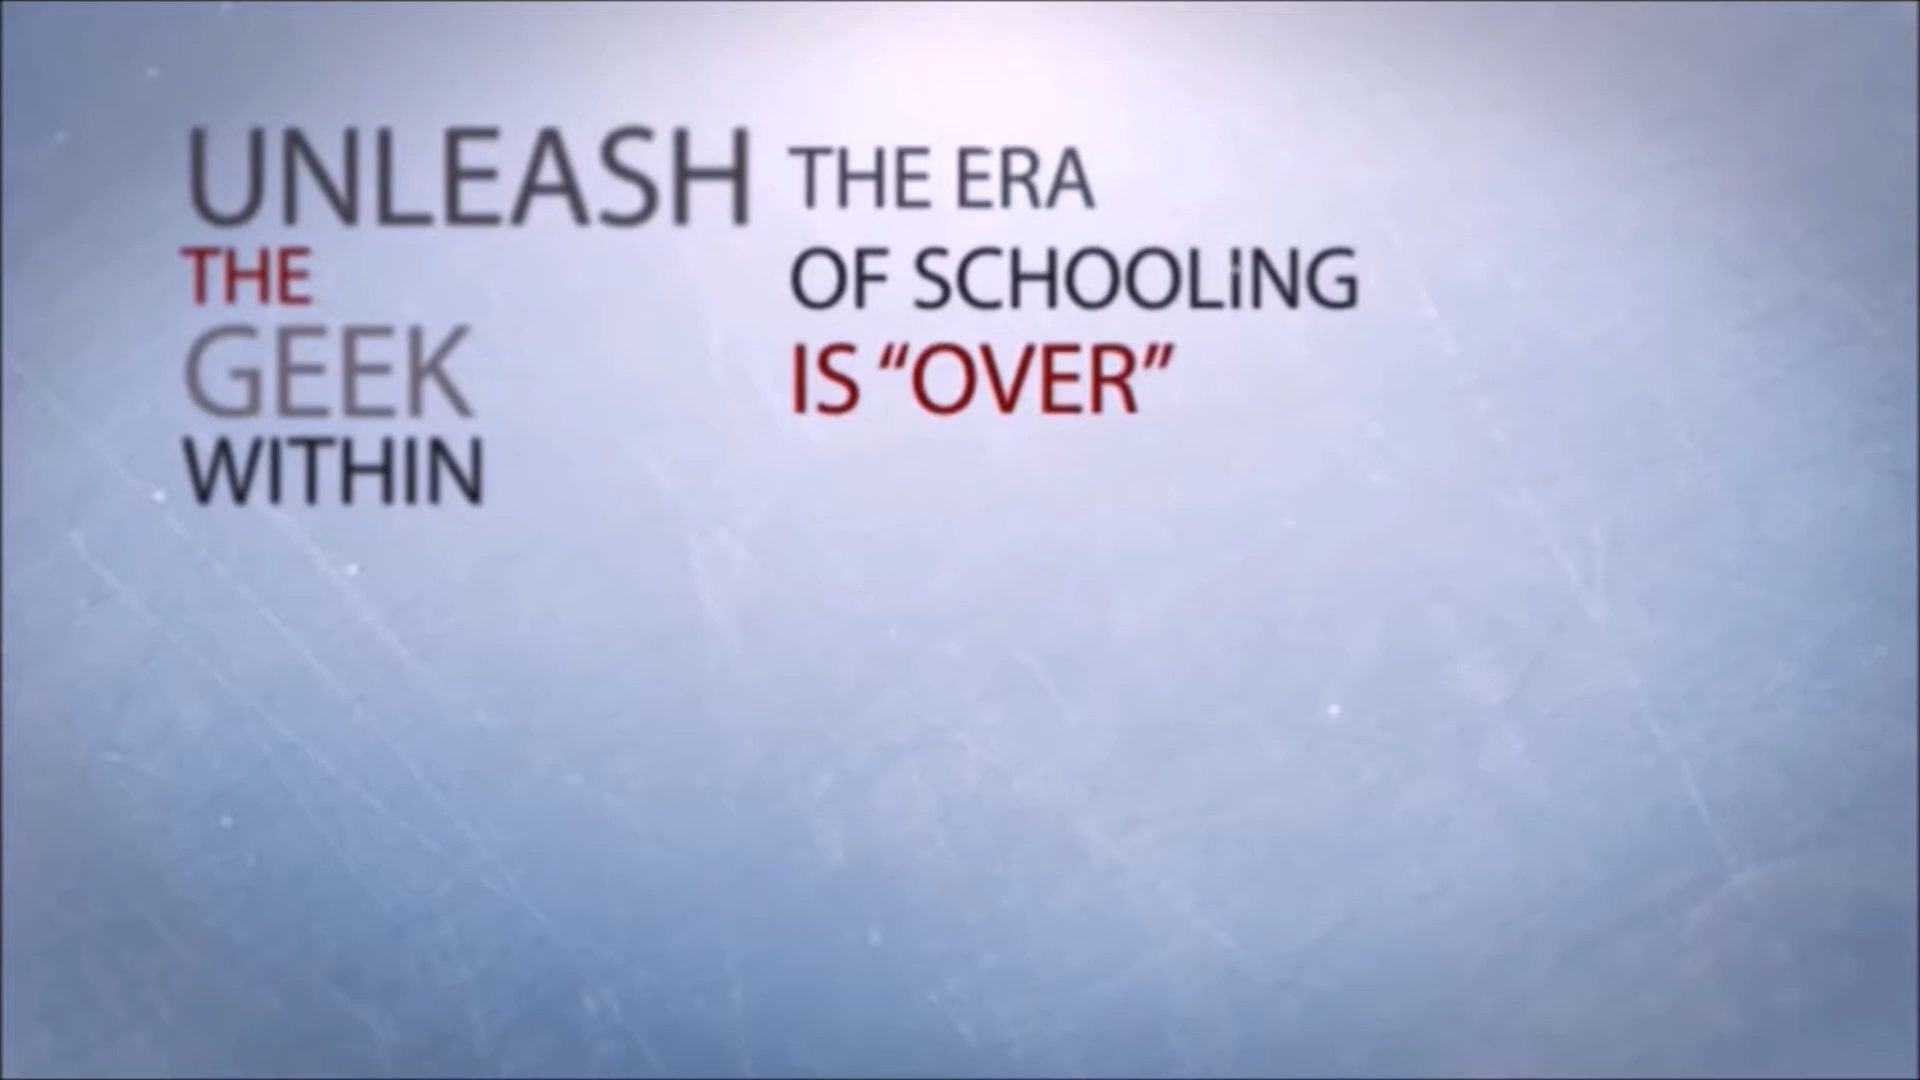 UNLEASH
THE
GEEK
WITHIN
THE ERA
OF SCHOOLiNG
IS “OVER”